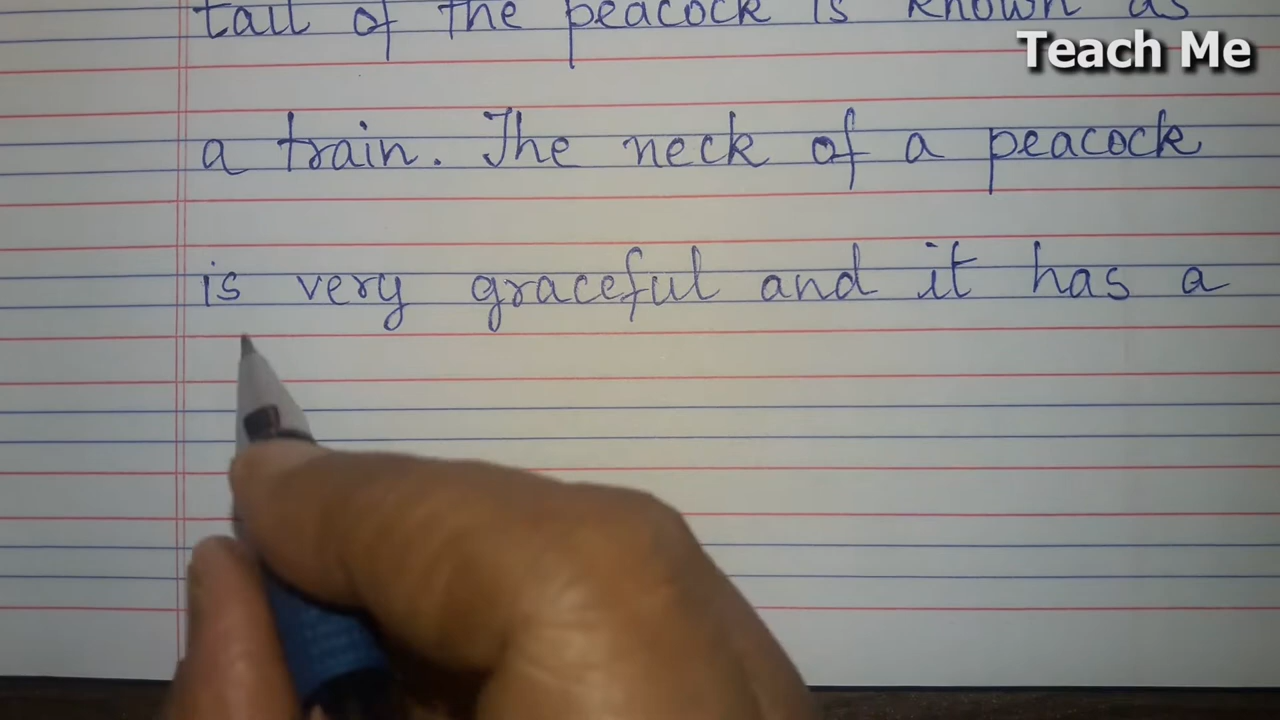 tail of the peacock is known as
Teach Me
a train. The neck of a peacock
is very graceful and it has a